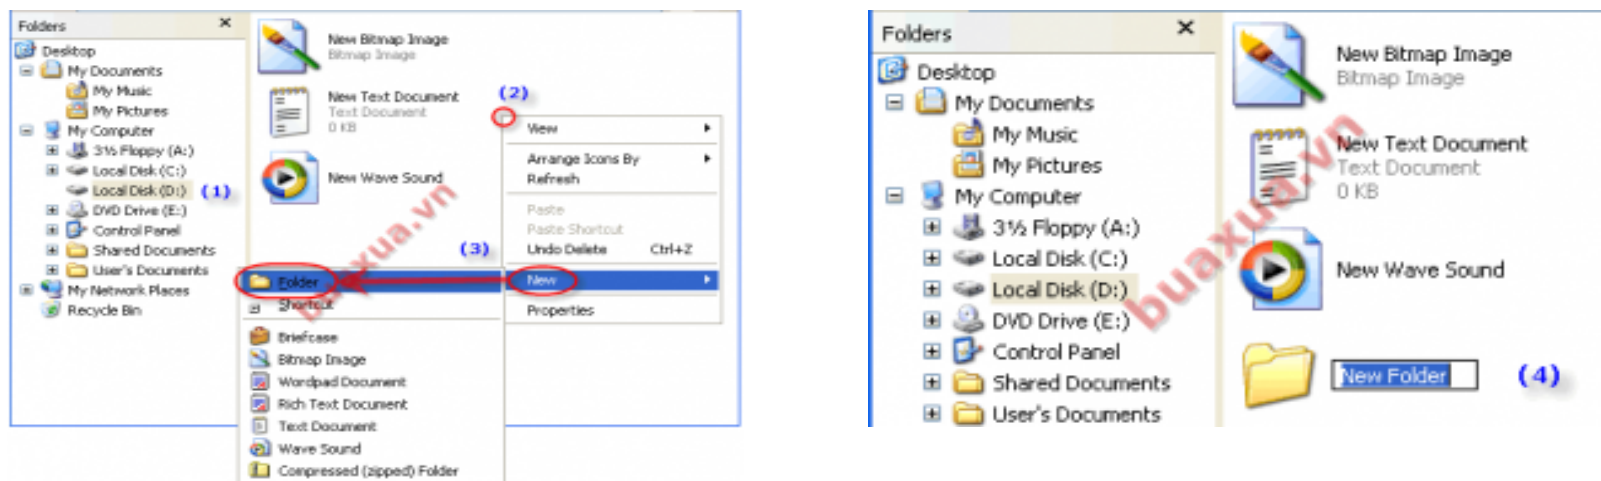 Folders
Desktop
My Documents
My Music
My Pictures
My Computer
3½ Floppy (A:)
Local Disk (C:)
Local Disk (D:) (1)
DVD Drive (E:)
Control Panel
Shared Documents
User's Documents
My Network Places
Recycle Bin
New Bitmap Image
Bitmap Image
New Text Document
Text Document
0 KB
New Wave Sound
(2)
View
Arrange Icons By
Refresh
Paste
Paste Shortcut
Undo Delete Ctrl+Z
New
Properties
(3)
Folder
Shortcut
Briefcase
Bitmap Image
Wordpad Document
Rich Text Document
Text Document
Wave Sound
Compressed (zipped) Folder
buaxua.vn
Folders
Desktop
My Documents
My Music
My Pictures
My Computer
3½ Floppy (A:)
Local Disk (C:)
Local Disk (D:)
DVD Drive (E:)
Control Panel
Shared Documents
User's Documents
New Bitmap Image
Bitmap Image
New Text Document
Text Document
0 KB
New Wave Sound
New Folder (4)
buaxua.vn